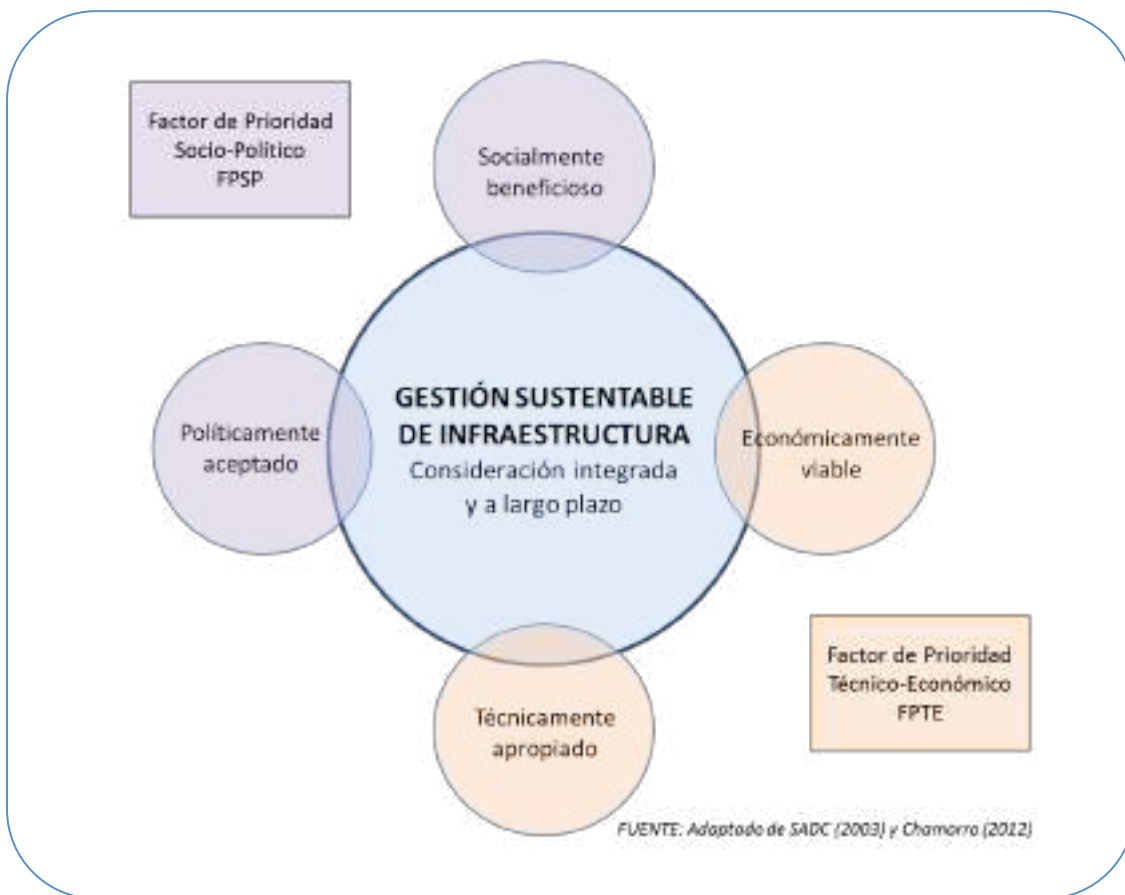 Factor de Prioridad
Socio-Político
FPSP
Socialmente
beneficioso
Políticamente
aceptado
GESTIÓN SUSTENTABLE
DE INFRAESTRUCTURA
Consideración integrada
y a largo plazo
Económicamente
viable
Factor de Prioridad
Técnico-Económico
FPTE
Técnicamente
apropiado
FUENTE: Adaptado de SADC (2003) y Chamorro (2012)